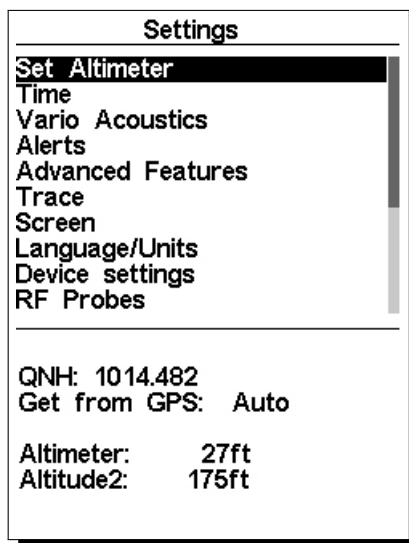 Settings
Set Altimeter
Time
Vario Acoustics
Alerts
Advanced Features
Trace
Screen
Language/Units
Device settings
RF Probes
QNH: 1014.482
Get from GPS: Auto
Altimeter: 27ft
Altitude2: 175ft